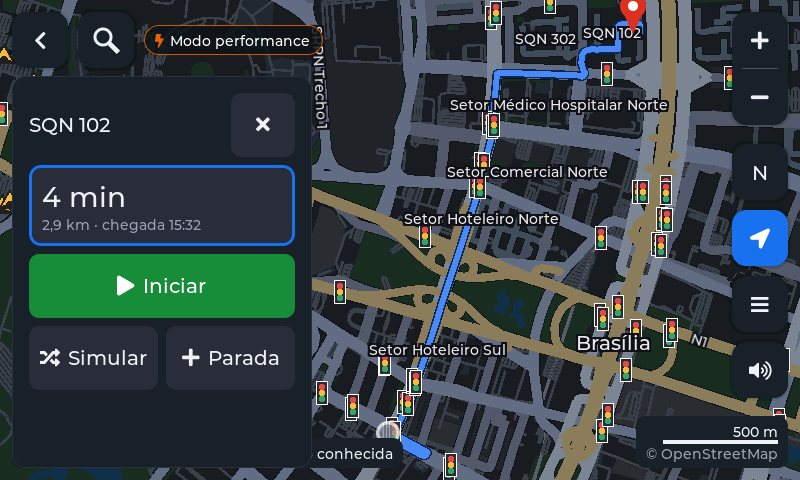 Modo performance
SQN 102
4 min
2,9 km · chegada 15:32
Iniciar
Simular
Parada
SQN 302
SQN 102
Setor Médico Hospitalar Norte
Setor Comercial Norte
Setor Hoteleiro Norte
Setor Hoteleiro Sul
Brasília
N1
N
conhecida
500 m
© OpenStreetMap